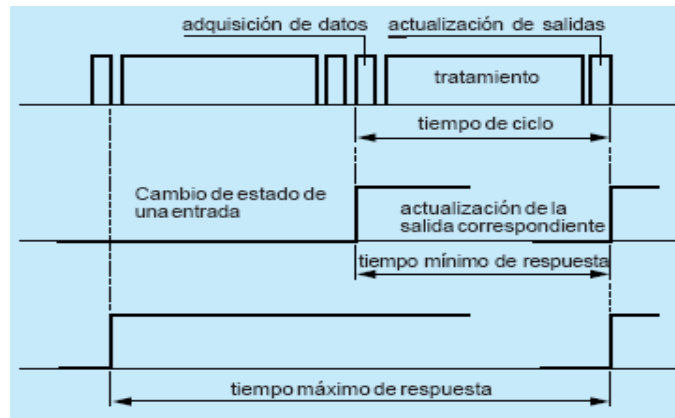 adquisición de datos
actualización de salidas
tratamiento
tiempo de ciclo
Cambio de estado de
una entrada
actualización de la
salida correspondiente
tiempo mínimo de respuesta
tiempo máximo de respuesta